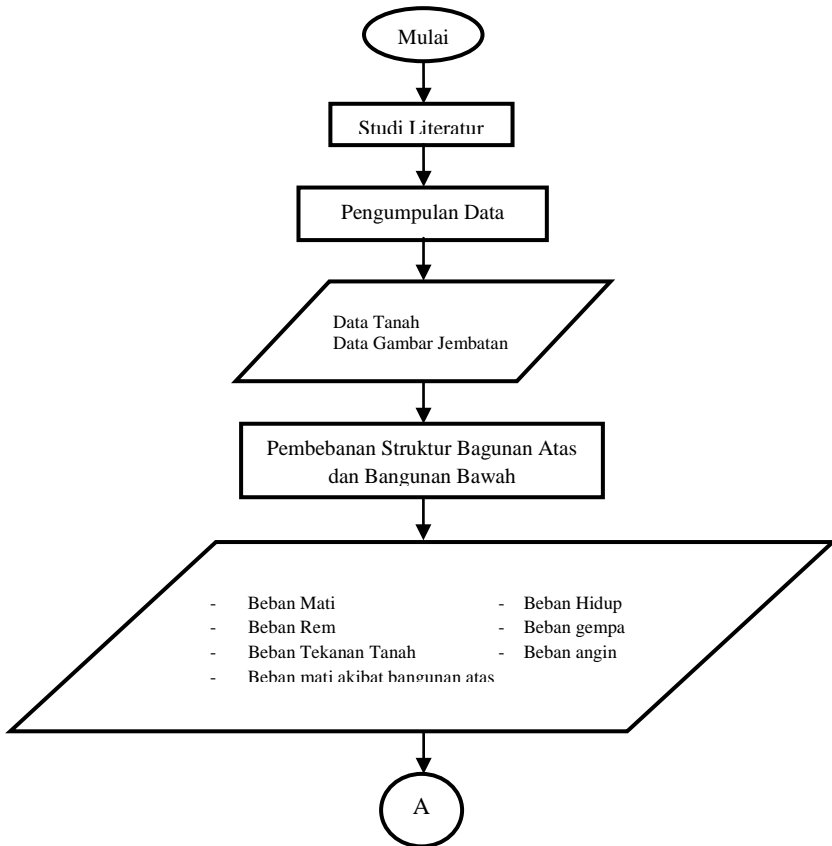 Mulai
Studi Literatur
Pengumpulan Data
Data Tanah
Data Gambar Jembatan
Pembebanan Struktur Bagunan Atas
dan Bangunan Bawah
- Beban Mati
- Beban Rem
- Beban Tekanan Tanah
- Beban mati akibat bangunan atas
- Beban Hidup
- Beban gempa
- Beban angin
A